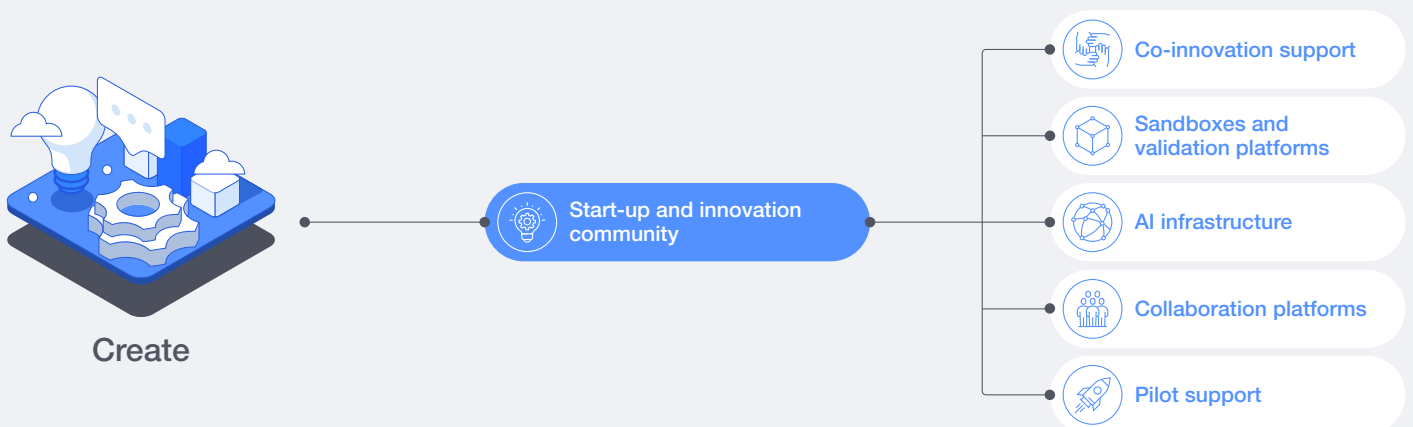 Create
Start-up and innovation
community
Co-innovation support
Sandboxes and
validation platforms
AI infrastructure
Collaboration platforms
Pilot support